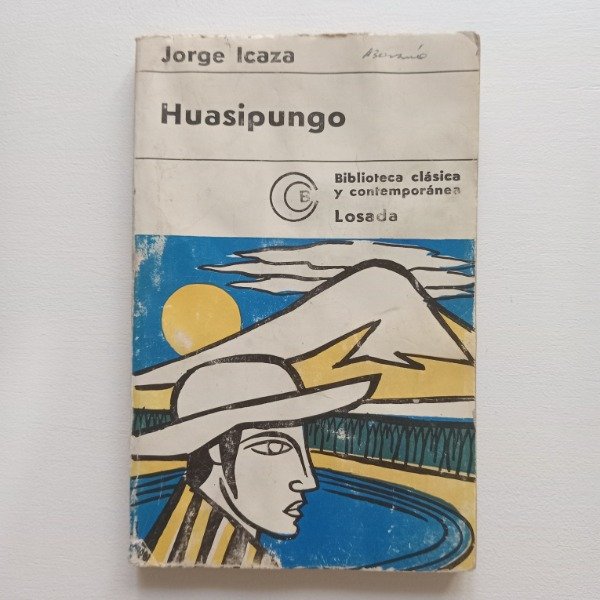 Jorge Icaza
Huasipungo
Biblioteca clásica
y contemporánea
Losada